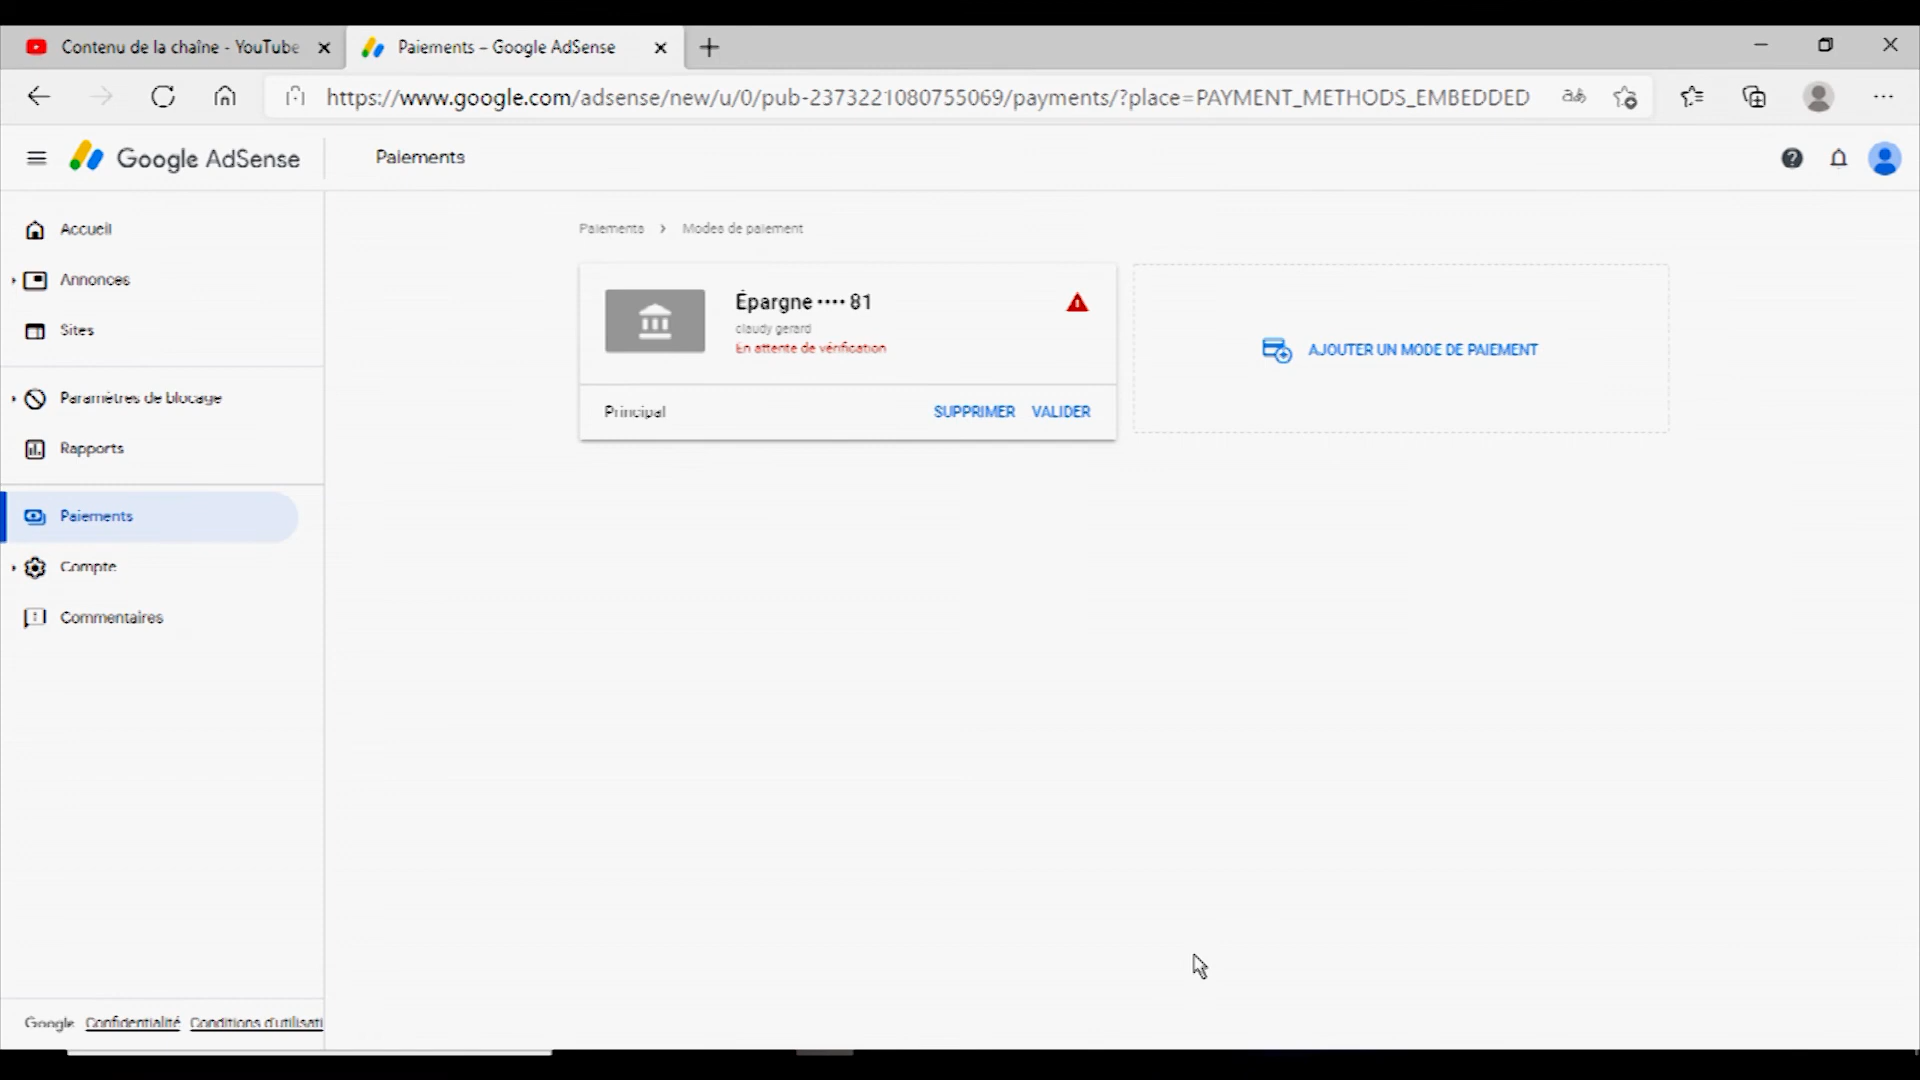 Contenu de la chaîne - YouTube
Paiements – Google AdSense
https://www.google.com/adsense/new/u/0/pub-2373221080755069/payments/?place=PAYMENT_METHODS_EMBEDDED
Google AdSense
Paiements
Accueil
Annonces
Sites
Paramètres de blocage
Rapports
Paiements
Compte
Commentaires
Paiements > Modes de paiement
Épargne •••• 81
claudy gerard
En attente de vérification
Principal
SUPPRIMER VALIDER
AJOUTER UN MODE DE PAIEMENT
Google Confidentialité Conditions d'utilisati